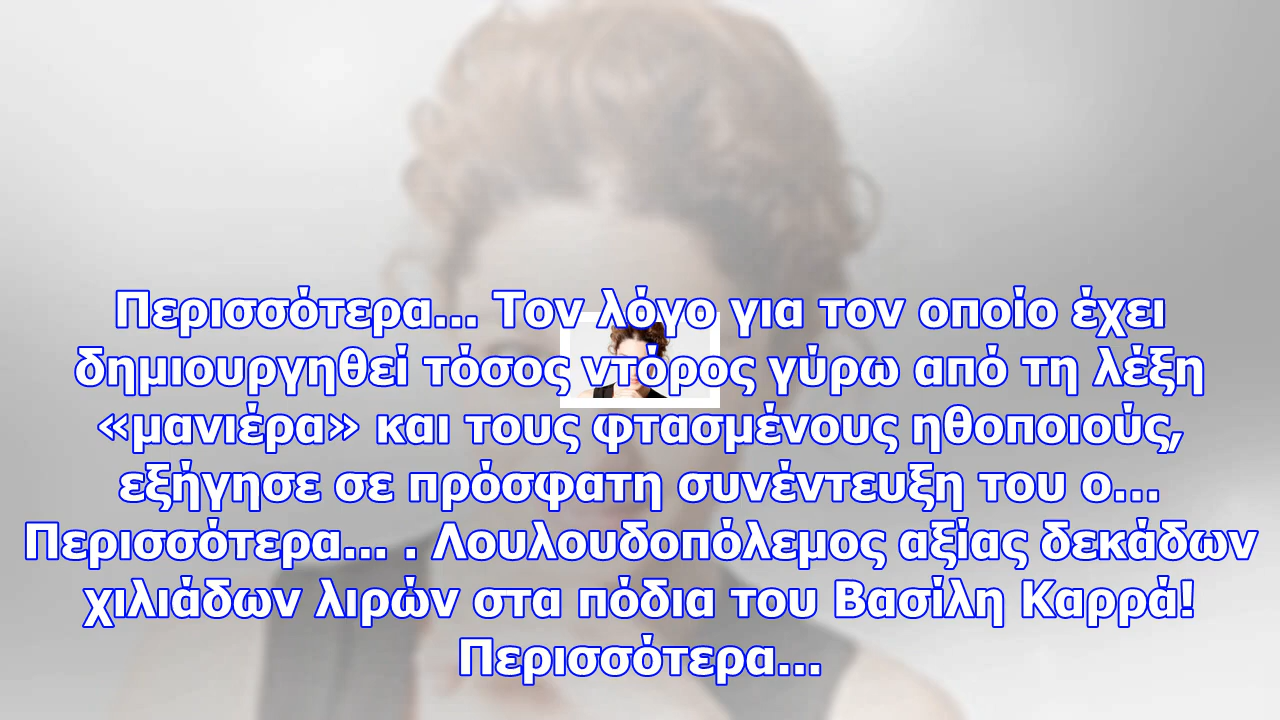 Περισσότερα... Τον λόγο για τον οποίο έχει
δημιουργηθεί τόσος ντόρος γύρω από τη λέξη
«μανιέρα» και τους φτασμένους ηθοποιούς,
εξήγησε σε πρόσφατη συνέντευξη του ο...
Περισσότερα... . Λουλουδοπόλεμος αξίας δεκάδων
χιλιάδων λιρών στα πόδια του Βασίλη Καρρά!
Περισσότερα...